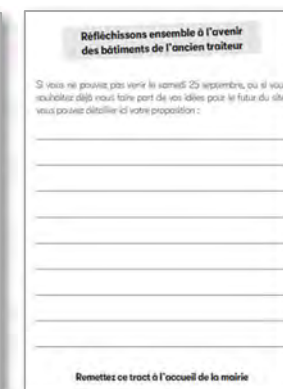 Réfléchissons ensemble à l'avenir
des bâtiments de l'ancien traiteur
Si vous ne pouvez pas venir le samedi 25 septembre, ou si vous
souhaitez déjà nous faire part de vos idées pour le futur du site
vous pouvez détailler ici votre proposition :
Remettez ce tract à l'accueil de la mairie